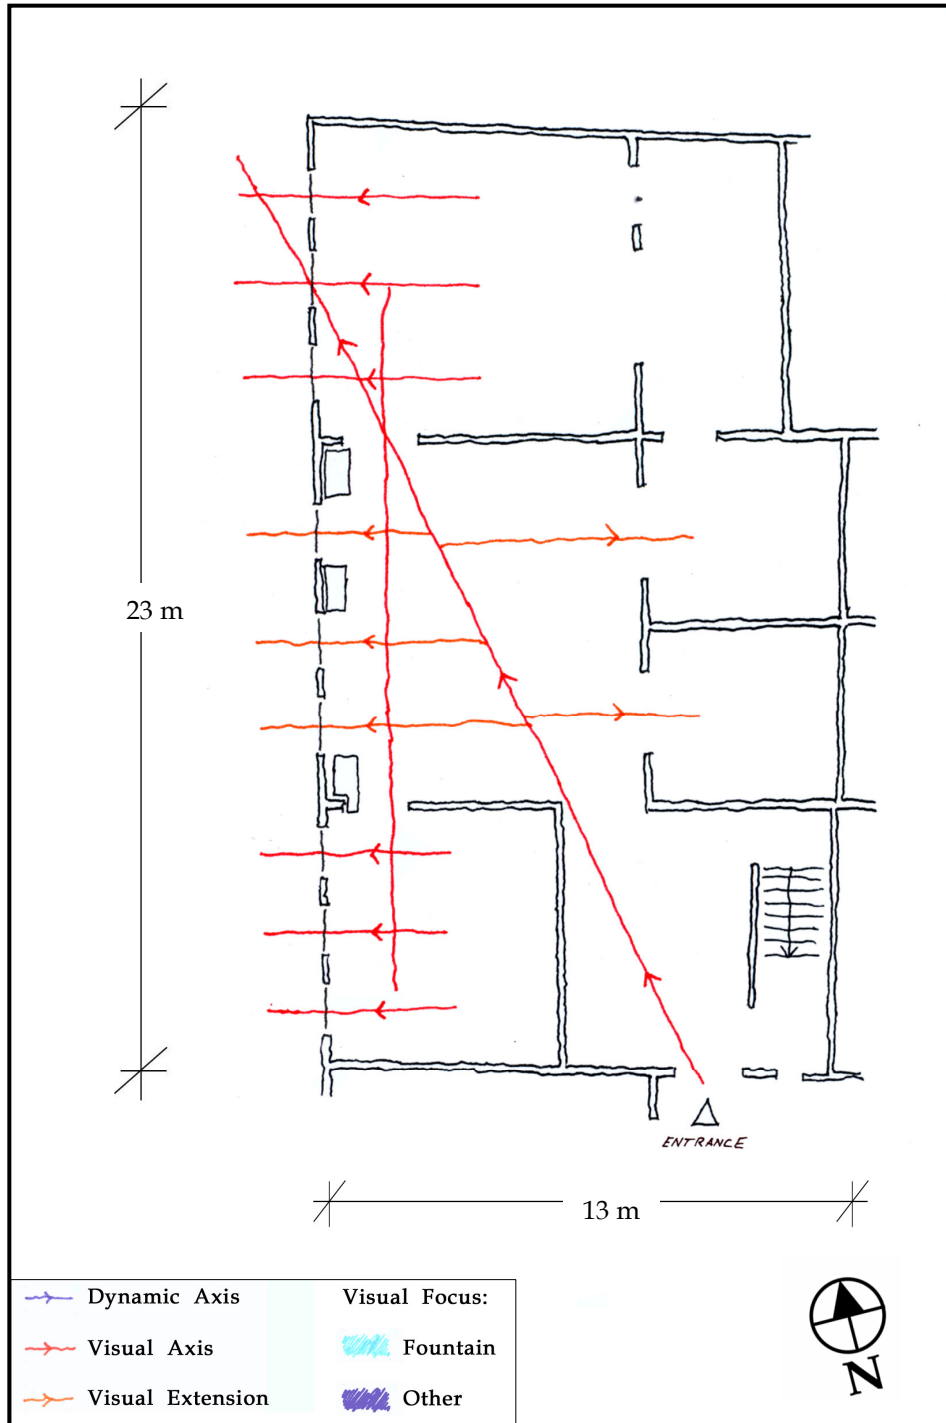 23 m
ENTRANCE
13 m
Dynamic Axis
Visual Axis
Visual Extension
Visual Focus:
Fountain
Other
N